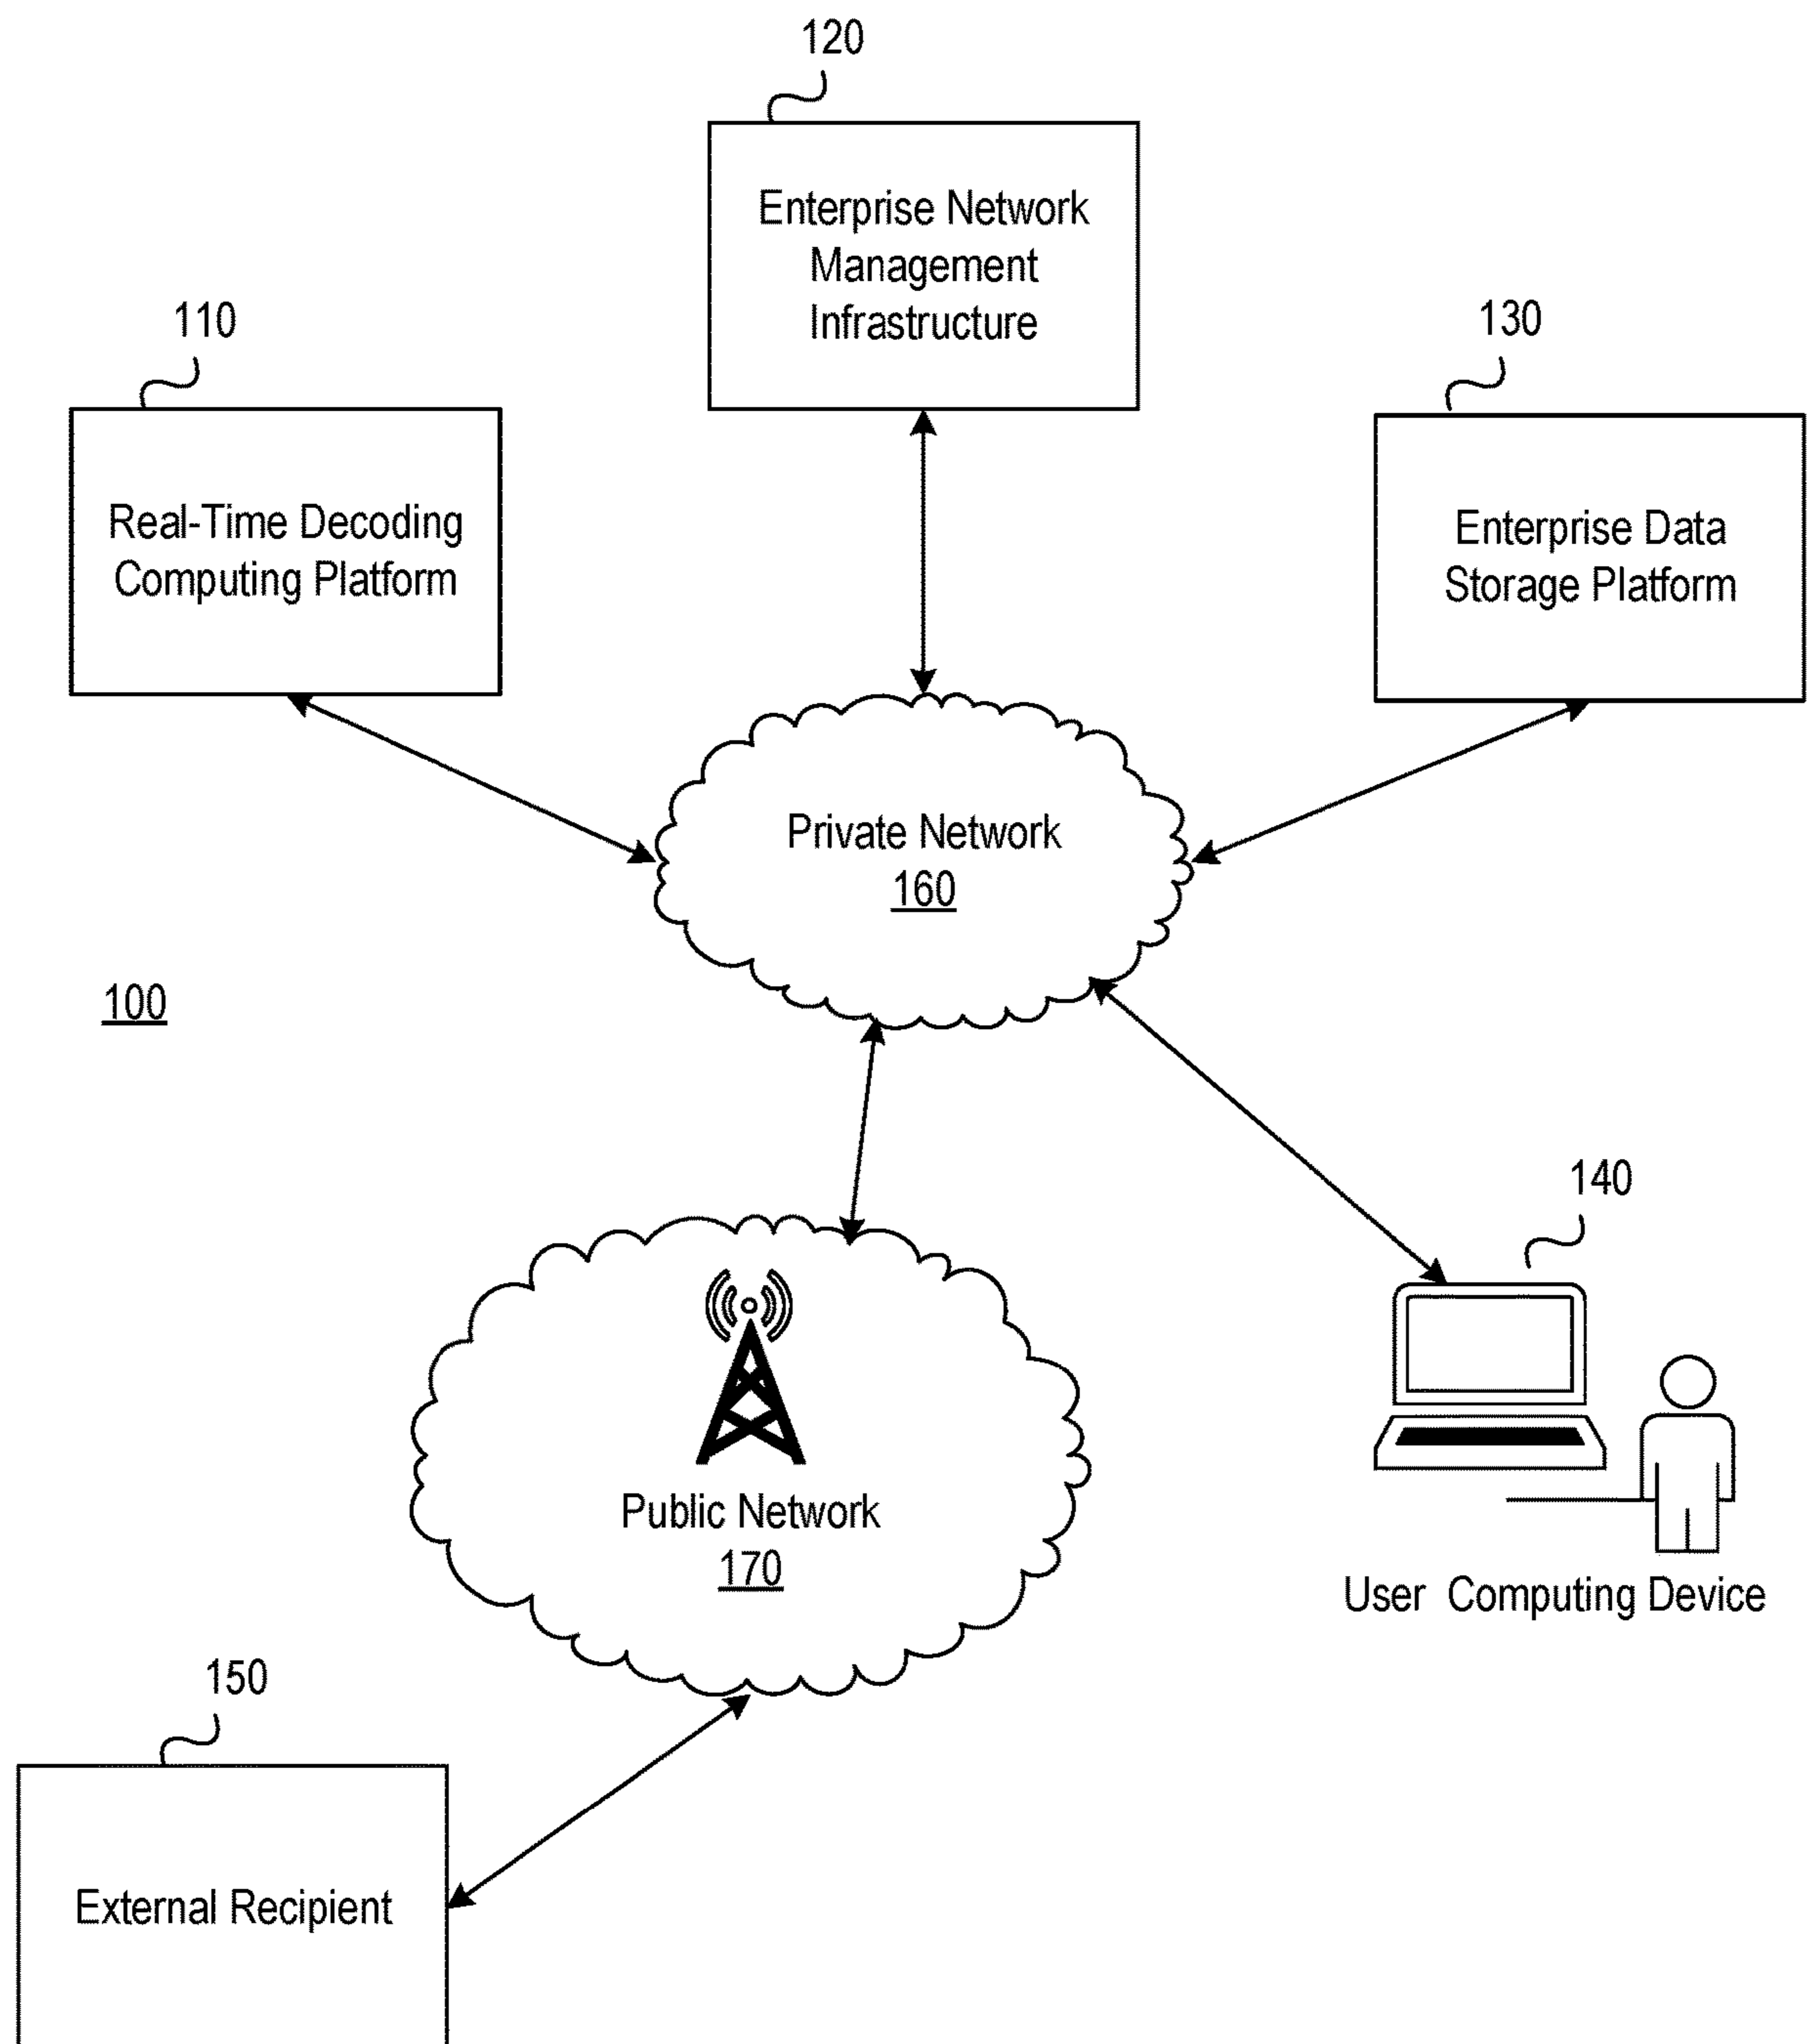 120
Enterprise Network
Management
Infrastructure
110
Real-Time Decoding
Computing Platform
130
Enterprise Data
Storage Platform
Private Network
160
100
140
User Computing Device
Public Network
170
150
External Recipient